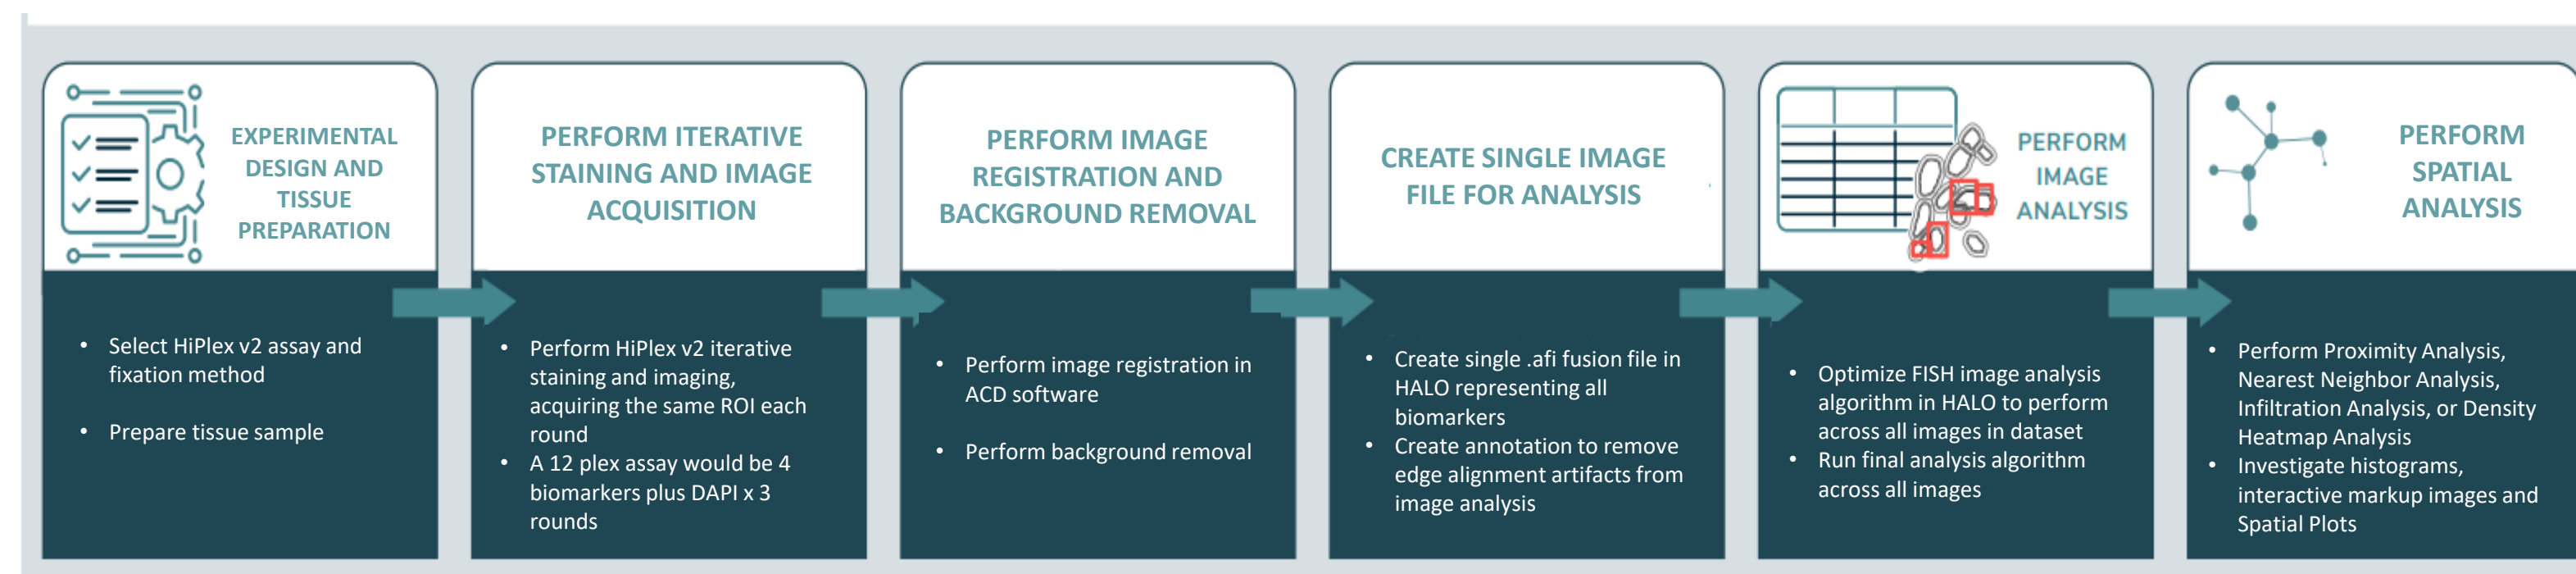 EXPERIMENTAL
DESIGN AND
TISSUE
PREPARATION
• Select HiPlex v2 assay and
fixation method
• Prepare tissue sample
PERFORM ITERATIVE
STAINING AND IMAGE
ACQUISITION
• Perform HiPlex v2 iterative
staining and imaging,
acquiring the same ROI each
round
• A 12 plex assay would be 4
biomarkers plus DAPI x 3
rounds
PERFORM IMAGE
REGISTRATION AND
BACKGROUND REMOVAL
• Perform image registration in
ACD software
• Perform background removal
CREATE SINGLE IMAGE
FILE FOR ANALYSIS
• Create single .afi fusion file in
HALO representing all
biomarkers
• Create annotation to remove
edge alignment artifacts from
image analysis
PERFORM
IMAGE
ANALYSIS
• Optimize FISH image analysis
algorithm in HALO to perform
across all images in dataset
• Run final analysis algorithm
across all images
PERFORM
SPATIAL
ANALYSIS
• Perform Proximity Analysis,
Nearest Neighbor Analysis,
Infiltration Analysis, or Density
Heatmap Analysis
• Investigate histograms,
interactive markup images and
Spatial Plots